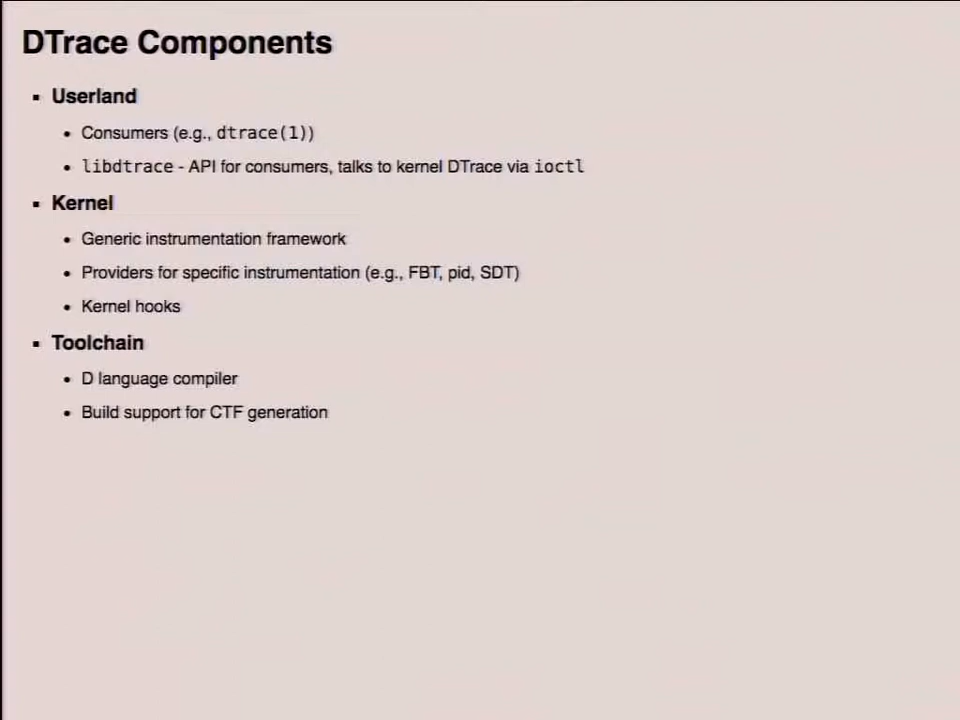 DTrace Components
Userland
Consumers (e.g., dtrace(1))
libdtrace - API for consumers, talks to kernel DTrace via ioctl
Kernel
Generic instrumentation framework
Providers for specific instrumentation (e.g., FBT, pid, SDT)
Kernel hooks
Toolchain
D language compiler
Build support for CTF generation